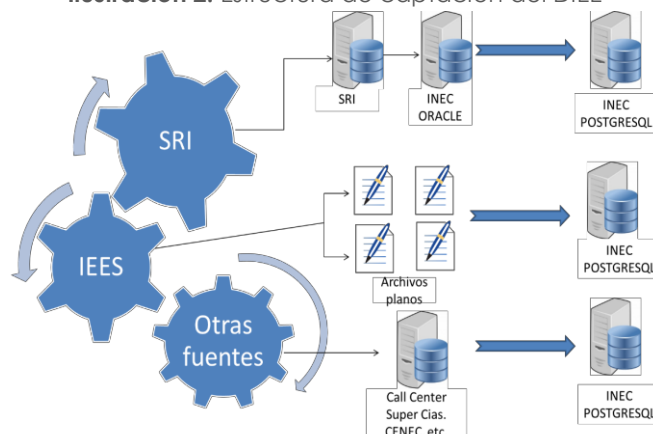 Ilustración 2. Estructura de Captación del DIEE
SRI
SRI
INEC
ORACLE
INEC
POSTGRESQL
IEES
Archivos
planos
INEC
POSTGRESQL
Otras
fuentes
Call Center
Super Cias.
CENEC, etc
INEC
POSTGRESQL